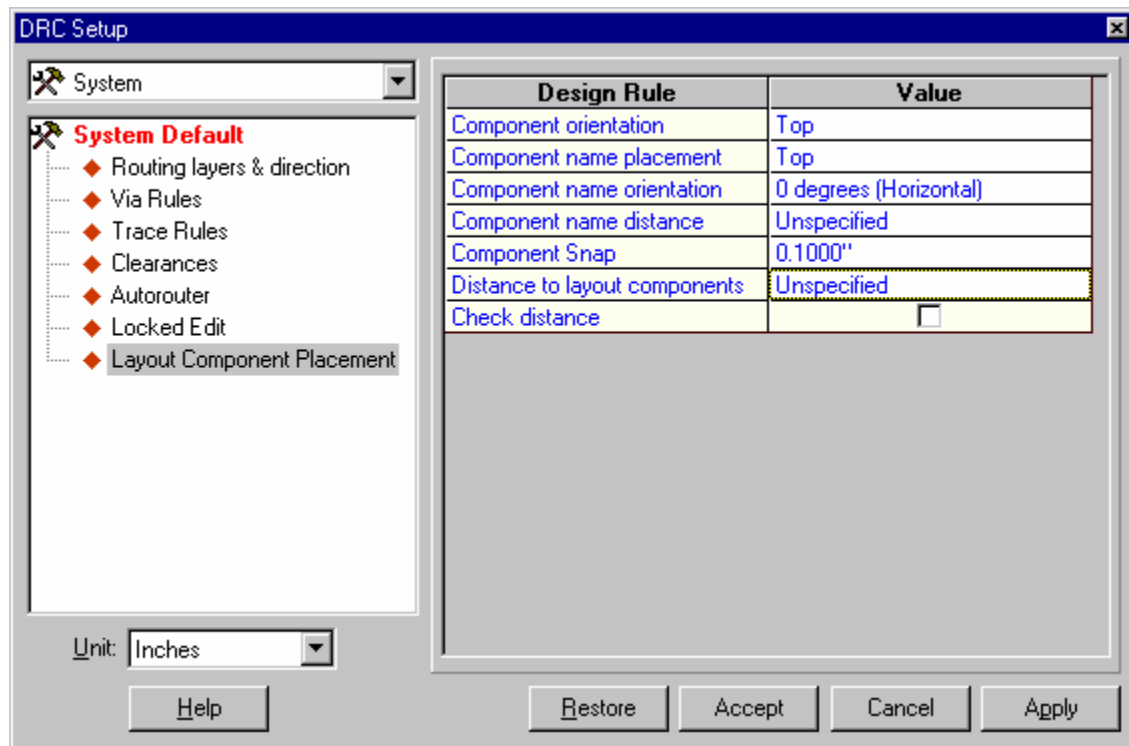 DRC Setup
System
System Default
Routing layers & direction
Via Rules
Trace Rules
Clearances
Autorouter
Locked Edit
Layout Component Placement
Unit: Inches
Design Rule Value
Component orientation Top
Component name placement Top
Component name orientation 0 degrees (Horizontal)
Component name distance Unspecified
Component Snap 0.1000"
Distance to layout components Unspecified
Check distance
Help Restore Accept Cancel Apply